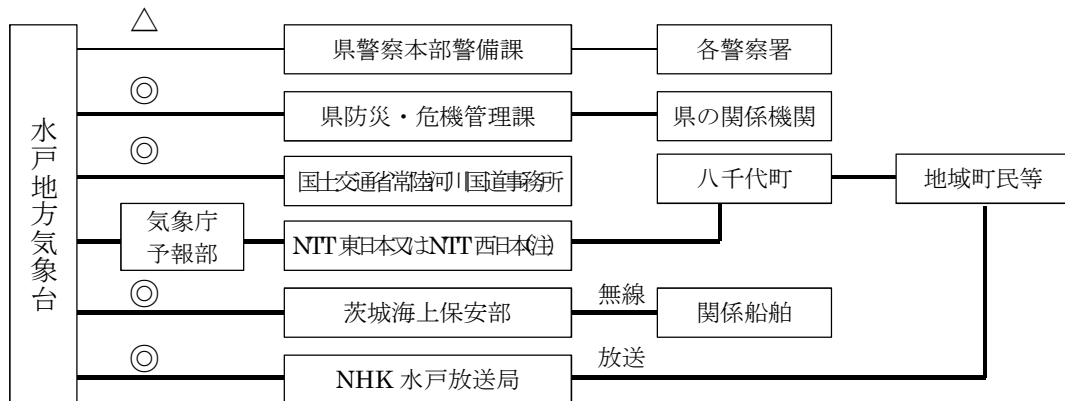 △
県警察本部警備課
各警察署
◎
県防災・危機管理課
県の関係機関
◎
国土交通省常陸河川国道事務所
八千代町
地域町民等
水戸地方気象台
気象庁
予報部
NTT東日本又はNTT西日本(注)
◎
茨城海上保安部
無線
関係船舶
◎
NHK 水戸放送局
放送